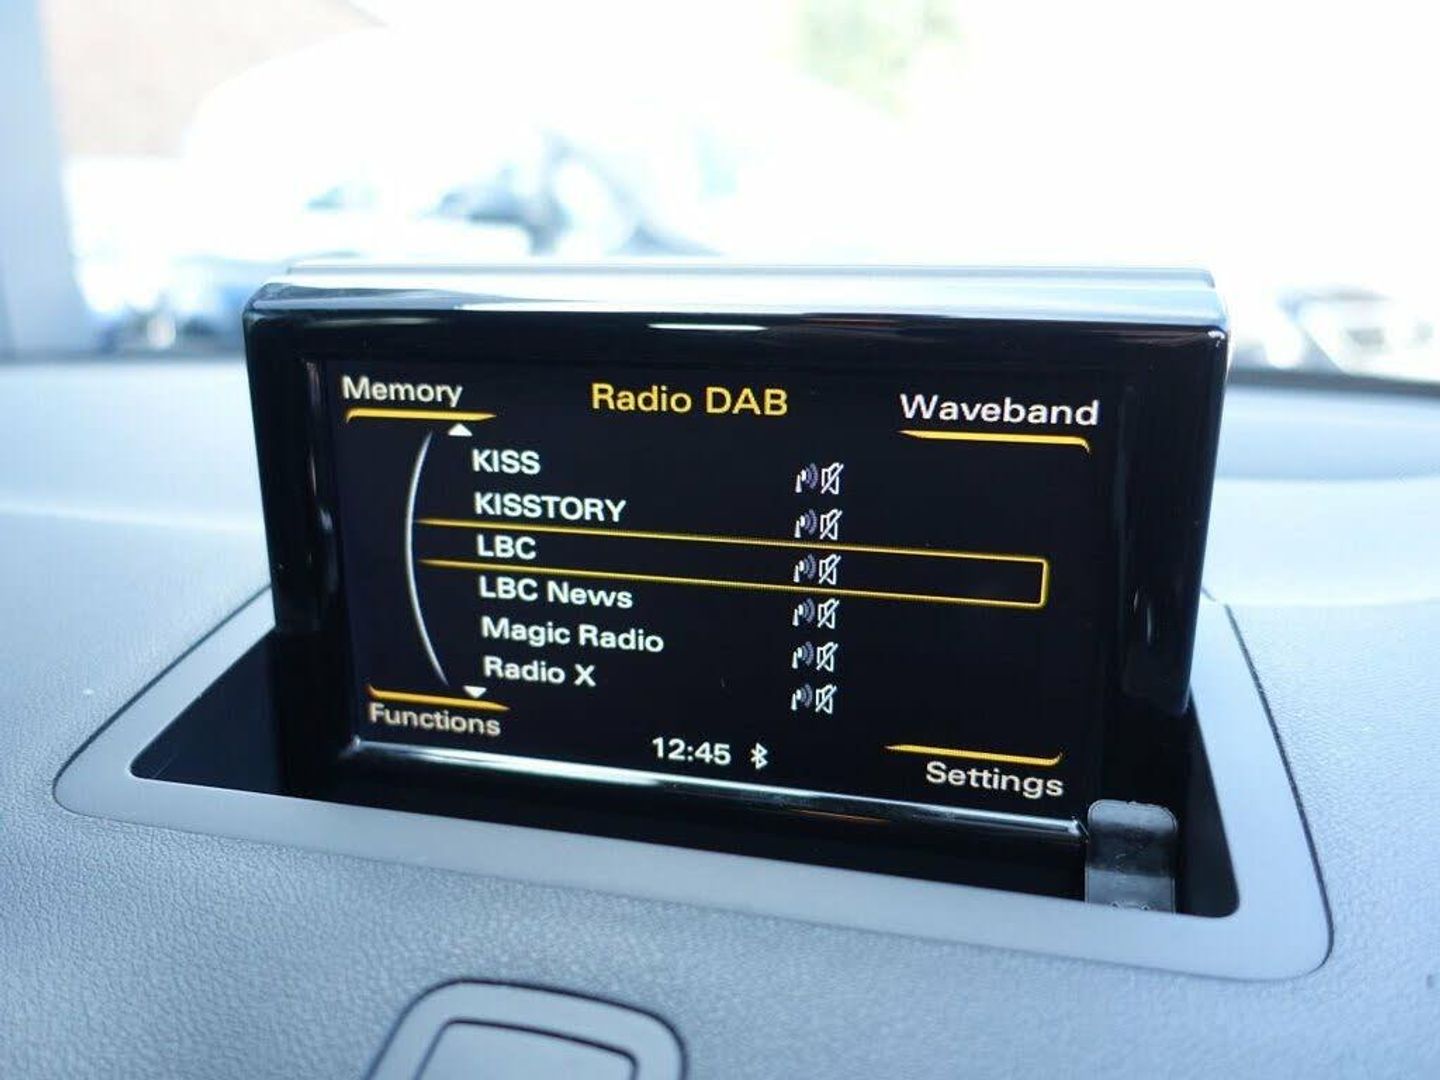 Memory
Radio DAB
Waveband
KISS
KISSTORY
LBC
LBC News
Magic Radio
Radio X
Functions
12:45
Settings